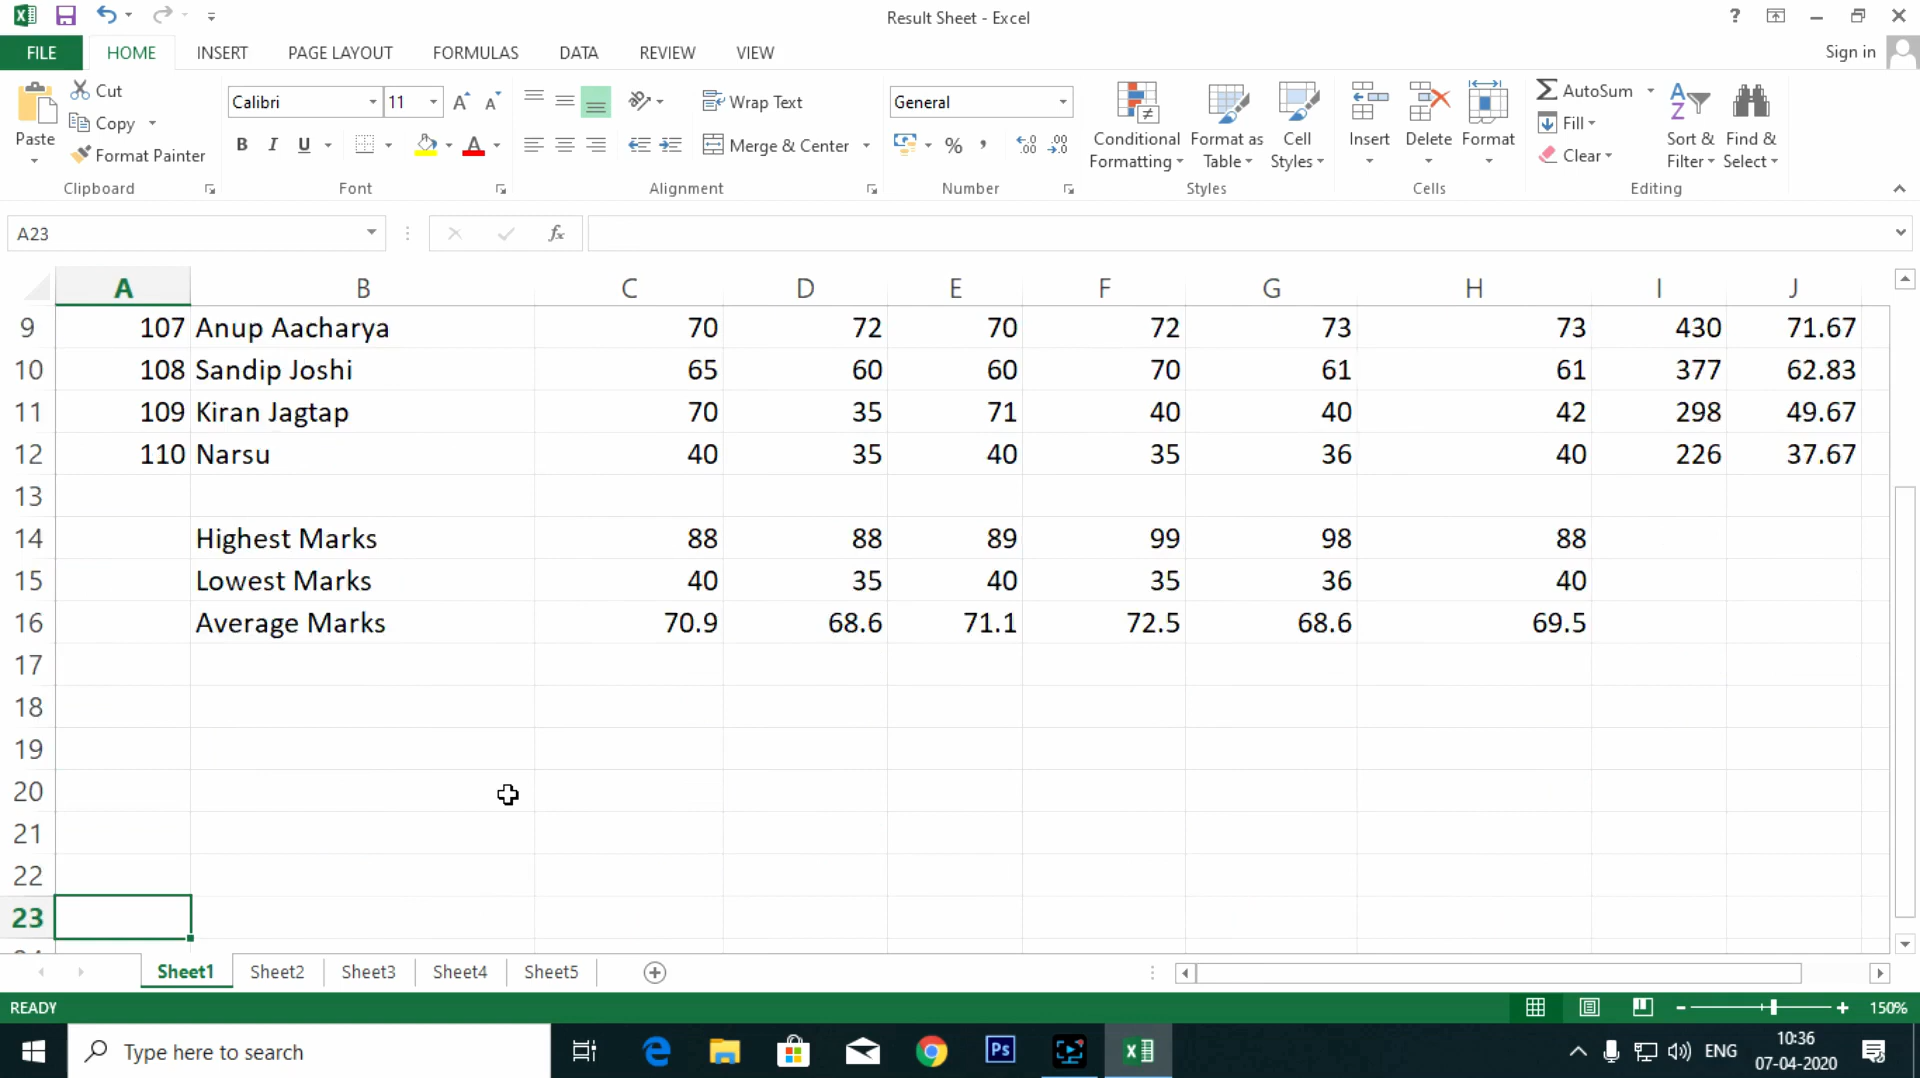 Result Sheet - Excel
?
FILE HOME INSERT PAGE LAYOUT FORMULAS DATA REVIEW VIEW Sign in
Paste
Cut
Copy
Format Painter
Clipboard
Calibri 11
B I U
Font
Wrap Text
Merge & Center
Alignment
General
%
Number
Conditional Formatting
Format as Table
Cell Styles
Styles
Insert
Delete
Format
Cells
AutoSum
Fill
Clear
Sort & Filter
Find & Select
Editing
A23 fx
A B C D E F G H I J
9 107 Anup Aacharya 70 72 70 72 73 73 430 71.67
10 108 Sandip Joshi 65 60 60 70 61 61 377 62.83
11 109 Kiran Jagtap 70 35 71 40 40 42 298 49.67
12 110 Narsu 40 35 40 35 36 40 226 37.67
13
14 Highest Marks 88 88 89 99 98 88
15 Lowest Marks 40 35 40 35 36 40
16 Average Marks 70.9 68.6 71.1 72.5 68.6 69.5
17
18
19
20
21
22
23
Sheet1 Sheet2 Sheet3 Sheet4 Sheet5
READY 150%
Type here to search Ps ENG 10:36
07-04-2020